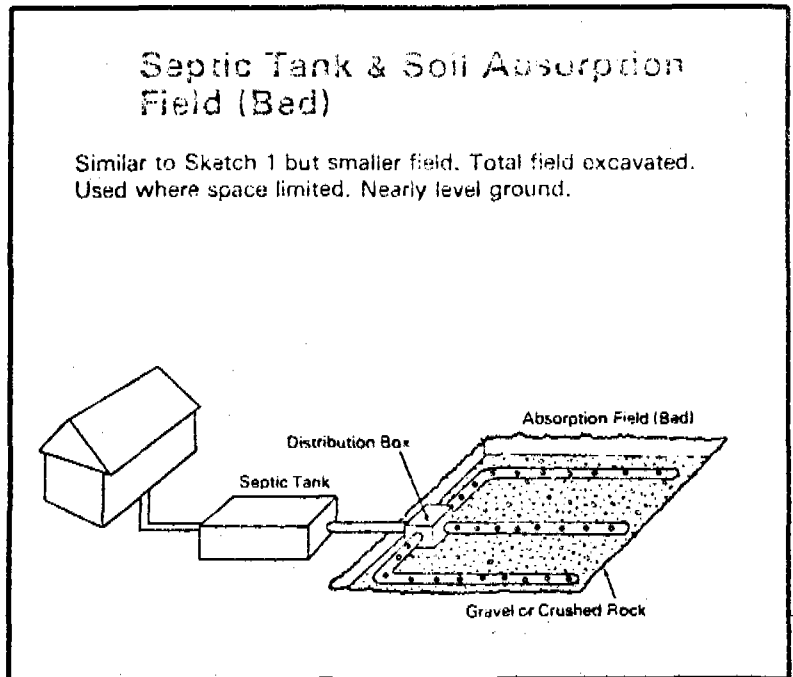 Septic Tank & Soil Absorption
Field (Bed)
Similar to Sketch 1 but smaller field. Total field excavated.
Used where space limited. Nearly level ground.
Absorption Field (Bed)
Distribution Box
Septic Tank
Gravel or Crushed Rock